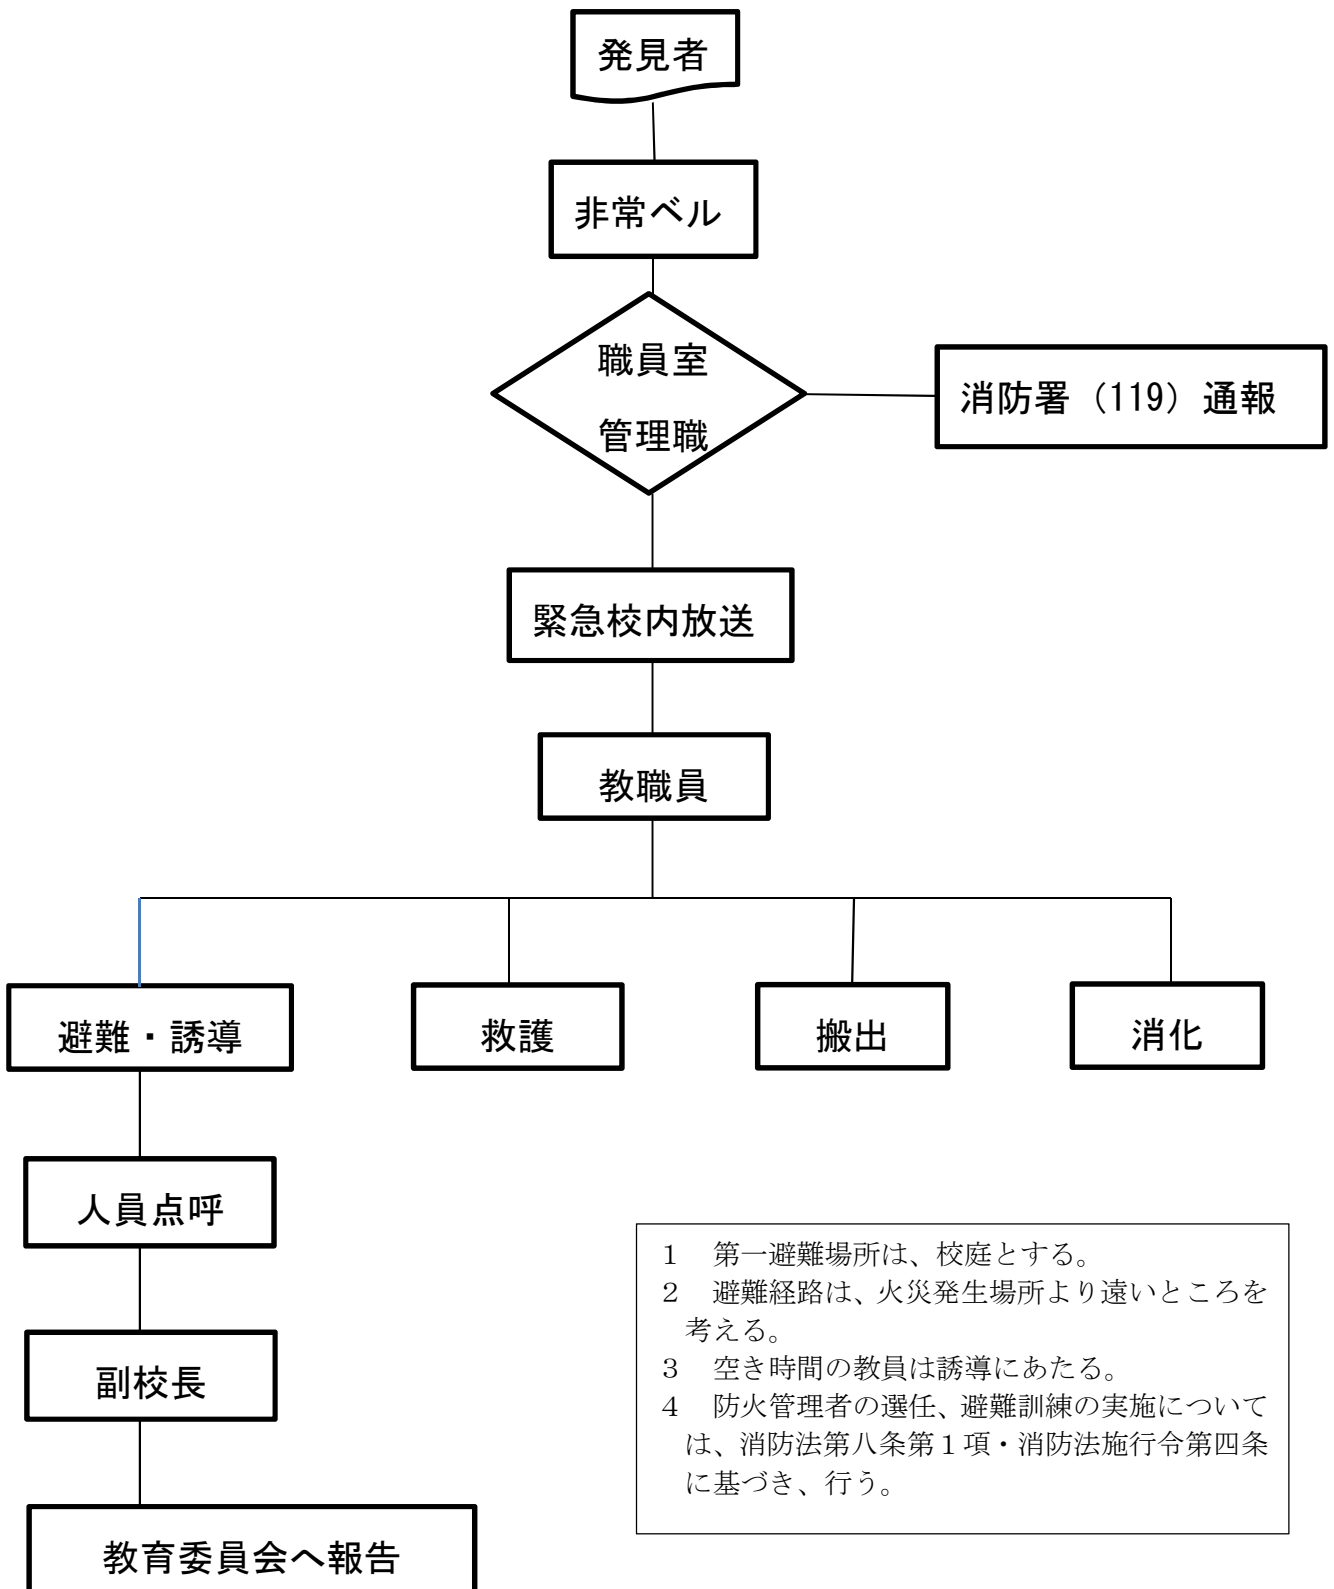 発見者
非常ベル
職員室
管理職
消防署（119）通報
緊急校内放送
教職員
避難・誘導
救護
搬出
消化
人員点呼
副校長
教育委員会へ報告
１　第一避難場所は、校庭とする。
２　避難経路は、火災発生場所より遠いところを
考える。
３　空き時間の教員は誘導にあたる。
４　防火管理者の選任、避難訓練の実施について
は、消防法第八条第１項・消防法施行令第四条
に基づき、行う。